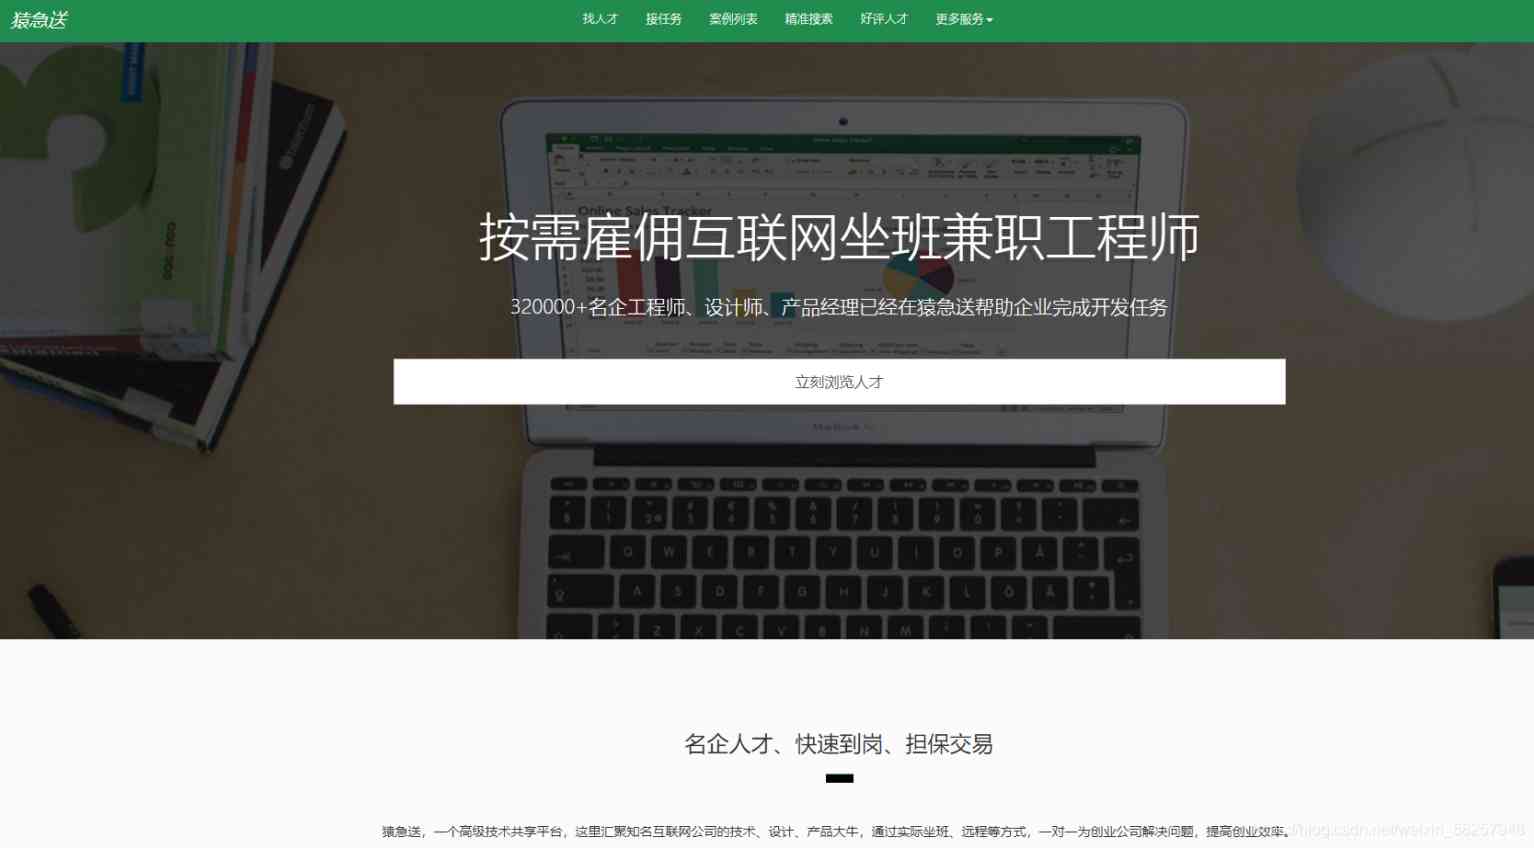 猿急送
找人才 接任务 案例列表 精准搜索 好评人才 更多服务
Online Sales Tracker
按需雇佣互联网坐班兼职工程师
320000+名企工程师、设计师、产品经理已经在猿急送帮助企业完成开发任务
立刻浏览人才
名企人才、快速到岗、担保交易
猿急送，一个高级技术共享平台，这里汇聚知名互联网公司的技术、设计、产品大牛，通过实际坐班、远程等方式，一对一为创业公司解决问题，提高创业效率。